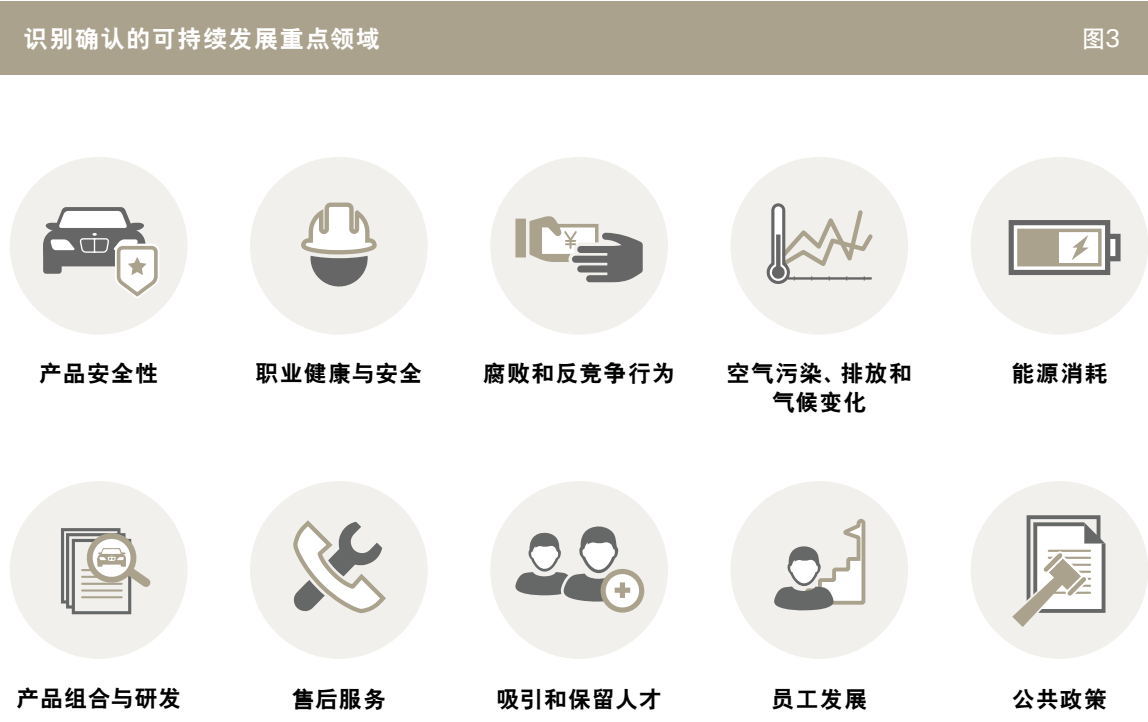 识别确认的可持续发展重点领域
图3
¥
产品安全性
职业健康与安全
腐败和反竞争行为
空气污染、排放和
气候变化
能源消耗
产品组合与研发
售后服务
吸引和保留人才
员工发展
公共政策